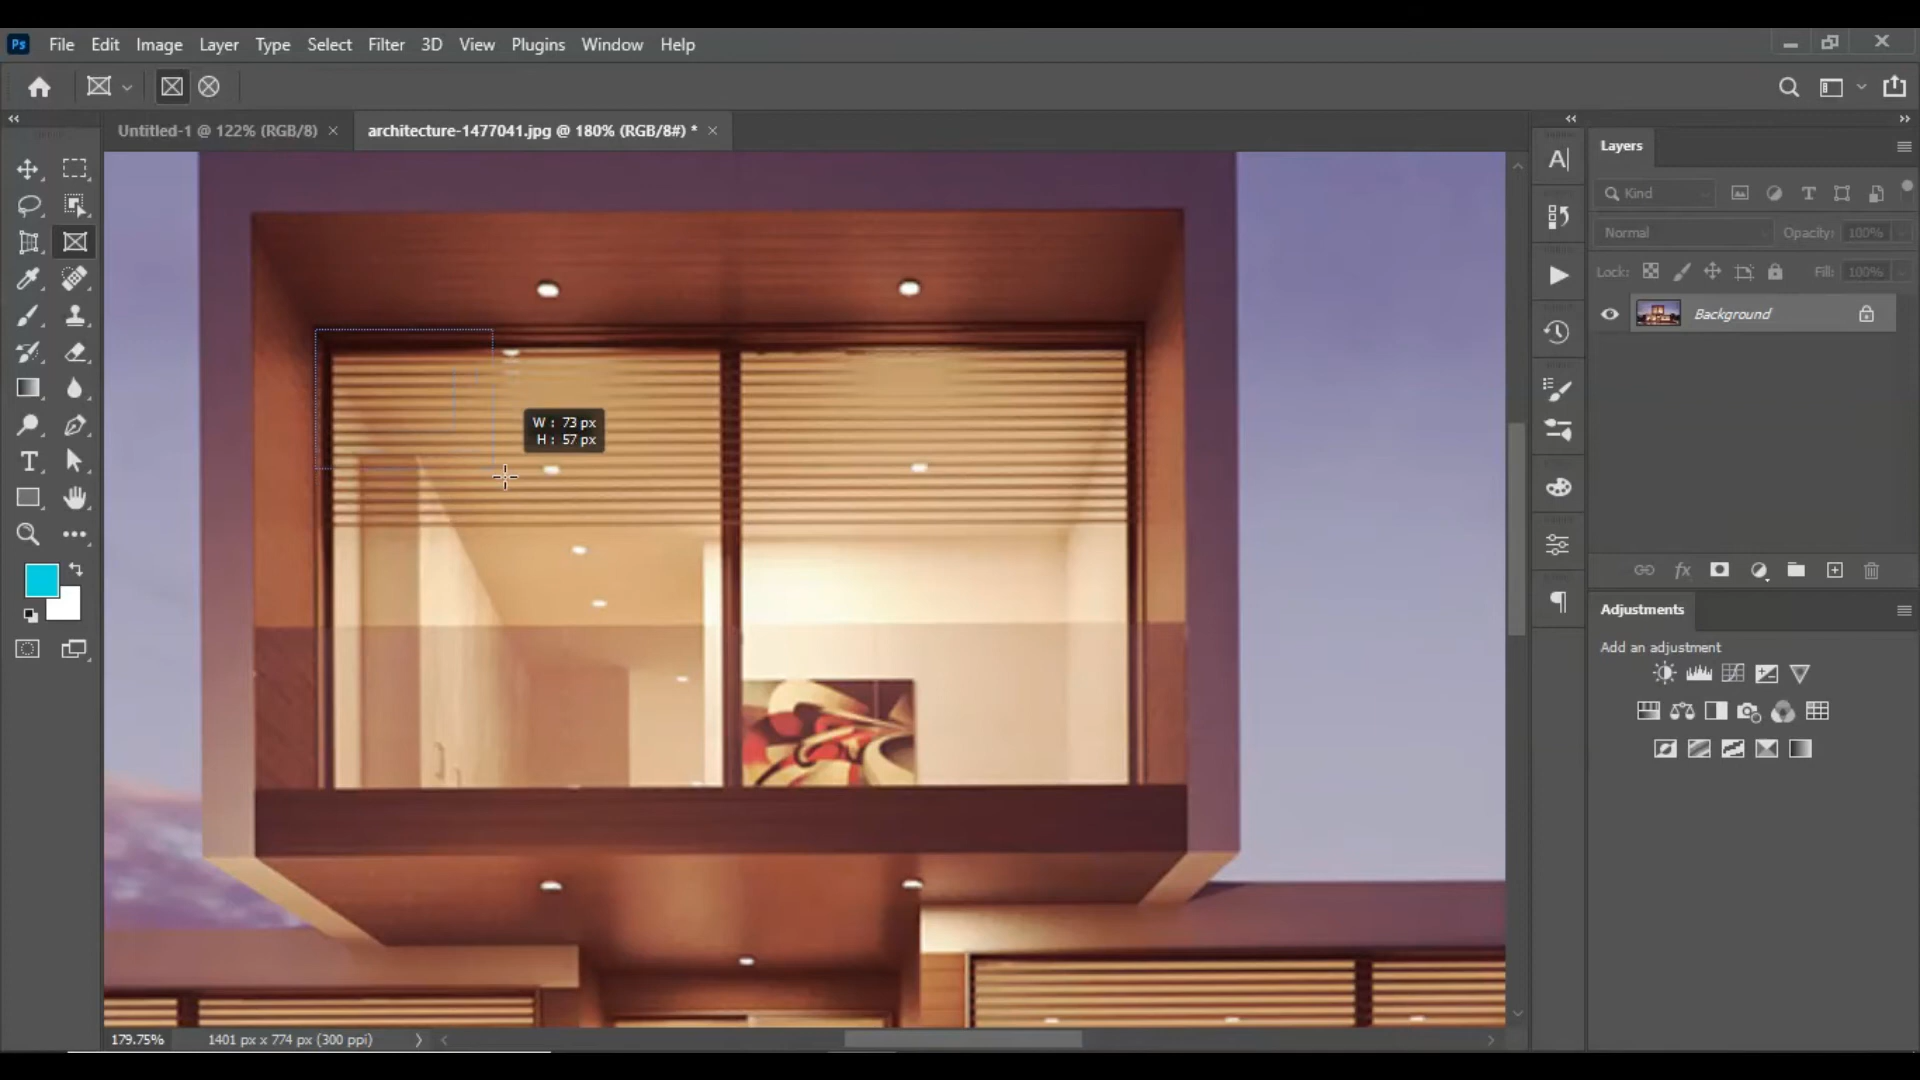 Ps File Edit Image Layer Type Select Filter 3D View Plugins Window Help
Untitled-1 @ 122% (RGB/8) × architecture-1477041.jpg @ 180% (RGB/8#) * ×
Layers
Kind
Normal Opacity: 100%
Lock: Fill: 100%
Background
W : 73 px
H : 57 px
Adjustments
Add an adjustment
179.75% 1401 px x 774 px (300 ppi)